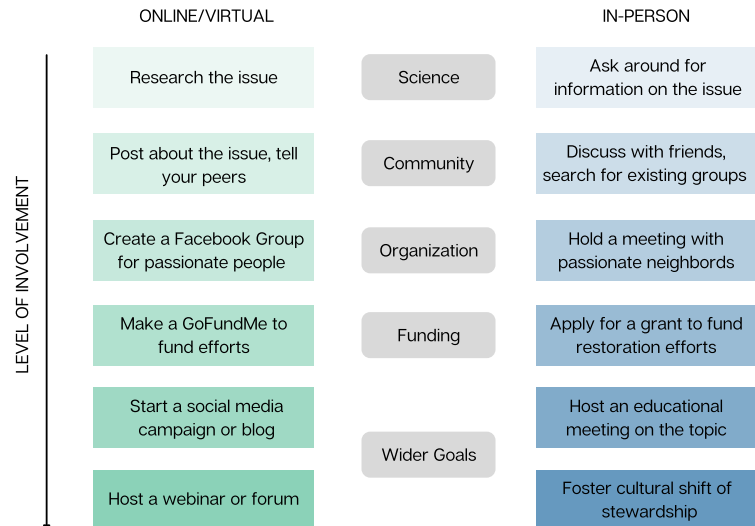 ONLINE/VIRTUAL
IN-PERSON
LEVEL OF INVOLVEMENT
Research the issue
Science
Ask around for
information on the issue
Post about the issue, tell
your peers
Community
Discuss with friends,
search for existing groups
Create a Facebook Group
for passionate people
Organization
Hold a meeting with
passionate neighbords
Make a GoFundMe to
fund efforts
Funding
Apply for a grant to fund
restoration efforts
Start a social media
campaign or blog
Wider Goals
Host an educational
meeting on the topic
Host a webinar or forum
Foster cultural shift of
stewardship